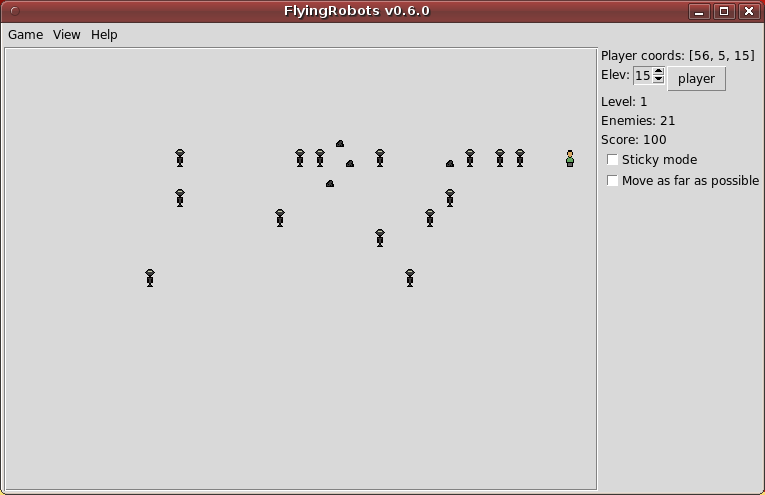 FlyingRobots v0.6.0
Game View Help
Player coords: [56, 5, 15]
Elev: 15 player
Level: 1
Enemies: 21
Score: 100
Sticky mode
Move as far as possible